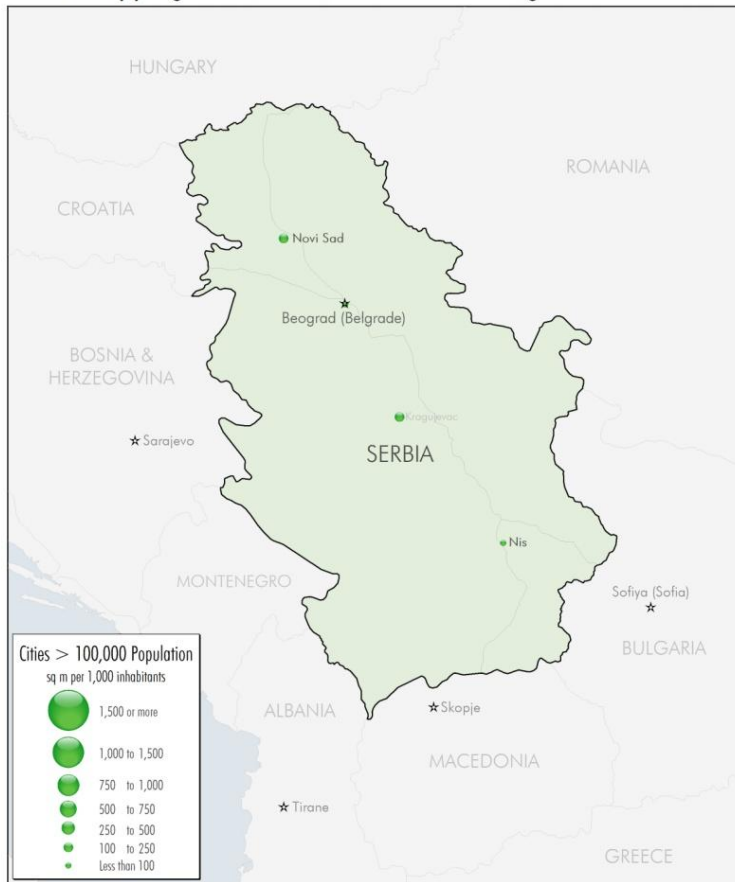 HUNGARY
ROMANIA
CROATIA
Novi Sad
Beograd (Belgrade)
BOSNIA &
HERZEGOVINA
Kragujevac
Sarajevo
SERBIA
Nis
MONTENEGRO
Sofiya (Sofia)
BULGARIA
Cities > 100,000 Population
sq m per 1,000 inhabitants
1,500 or more
1,000 to 1,500
750 to 1,000
500 to 750
250 to 500
100 to 250
Less than 100
ALBANIA
Skopje
MACEDONIA
Tirane
GREECE